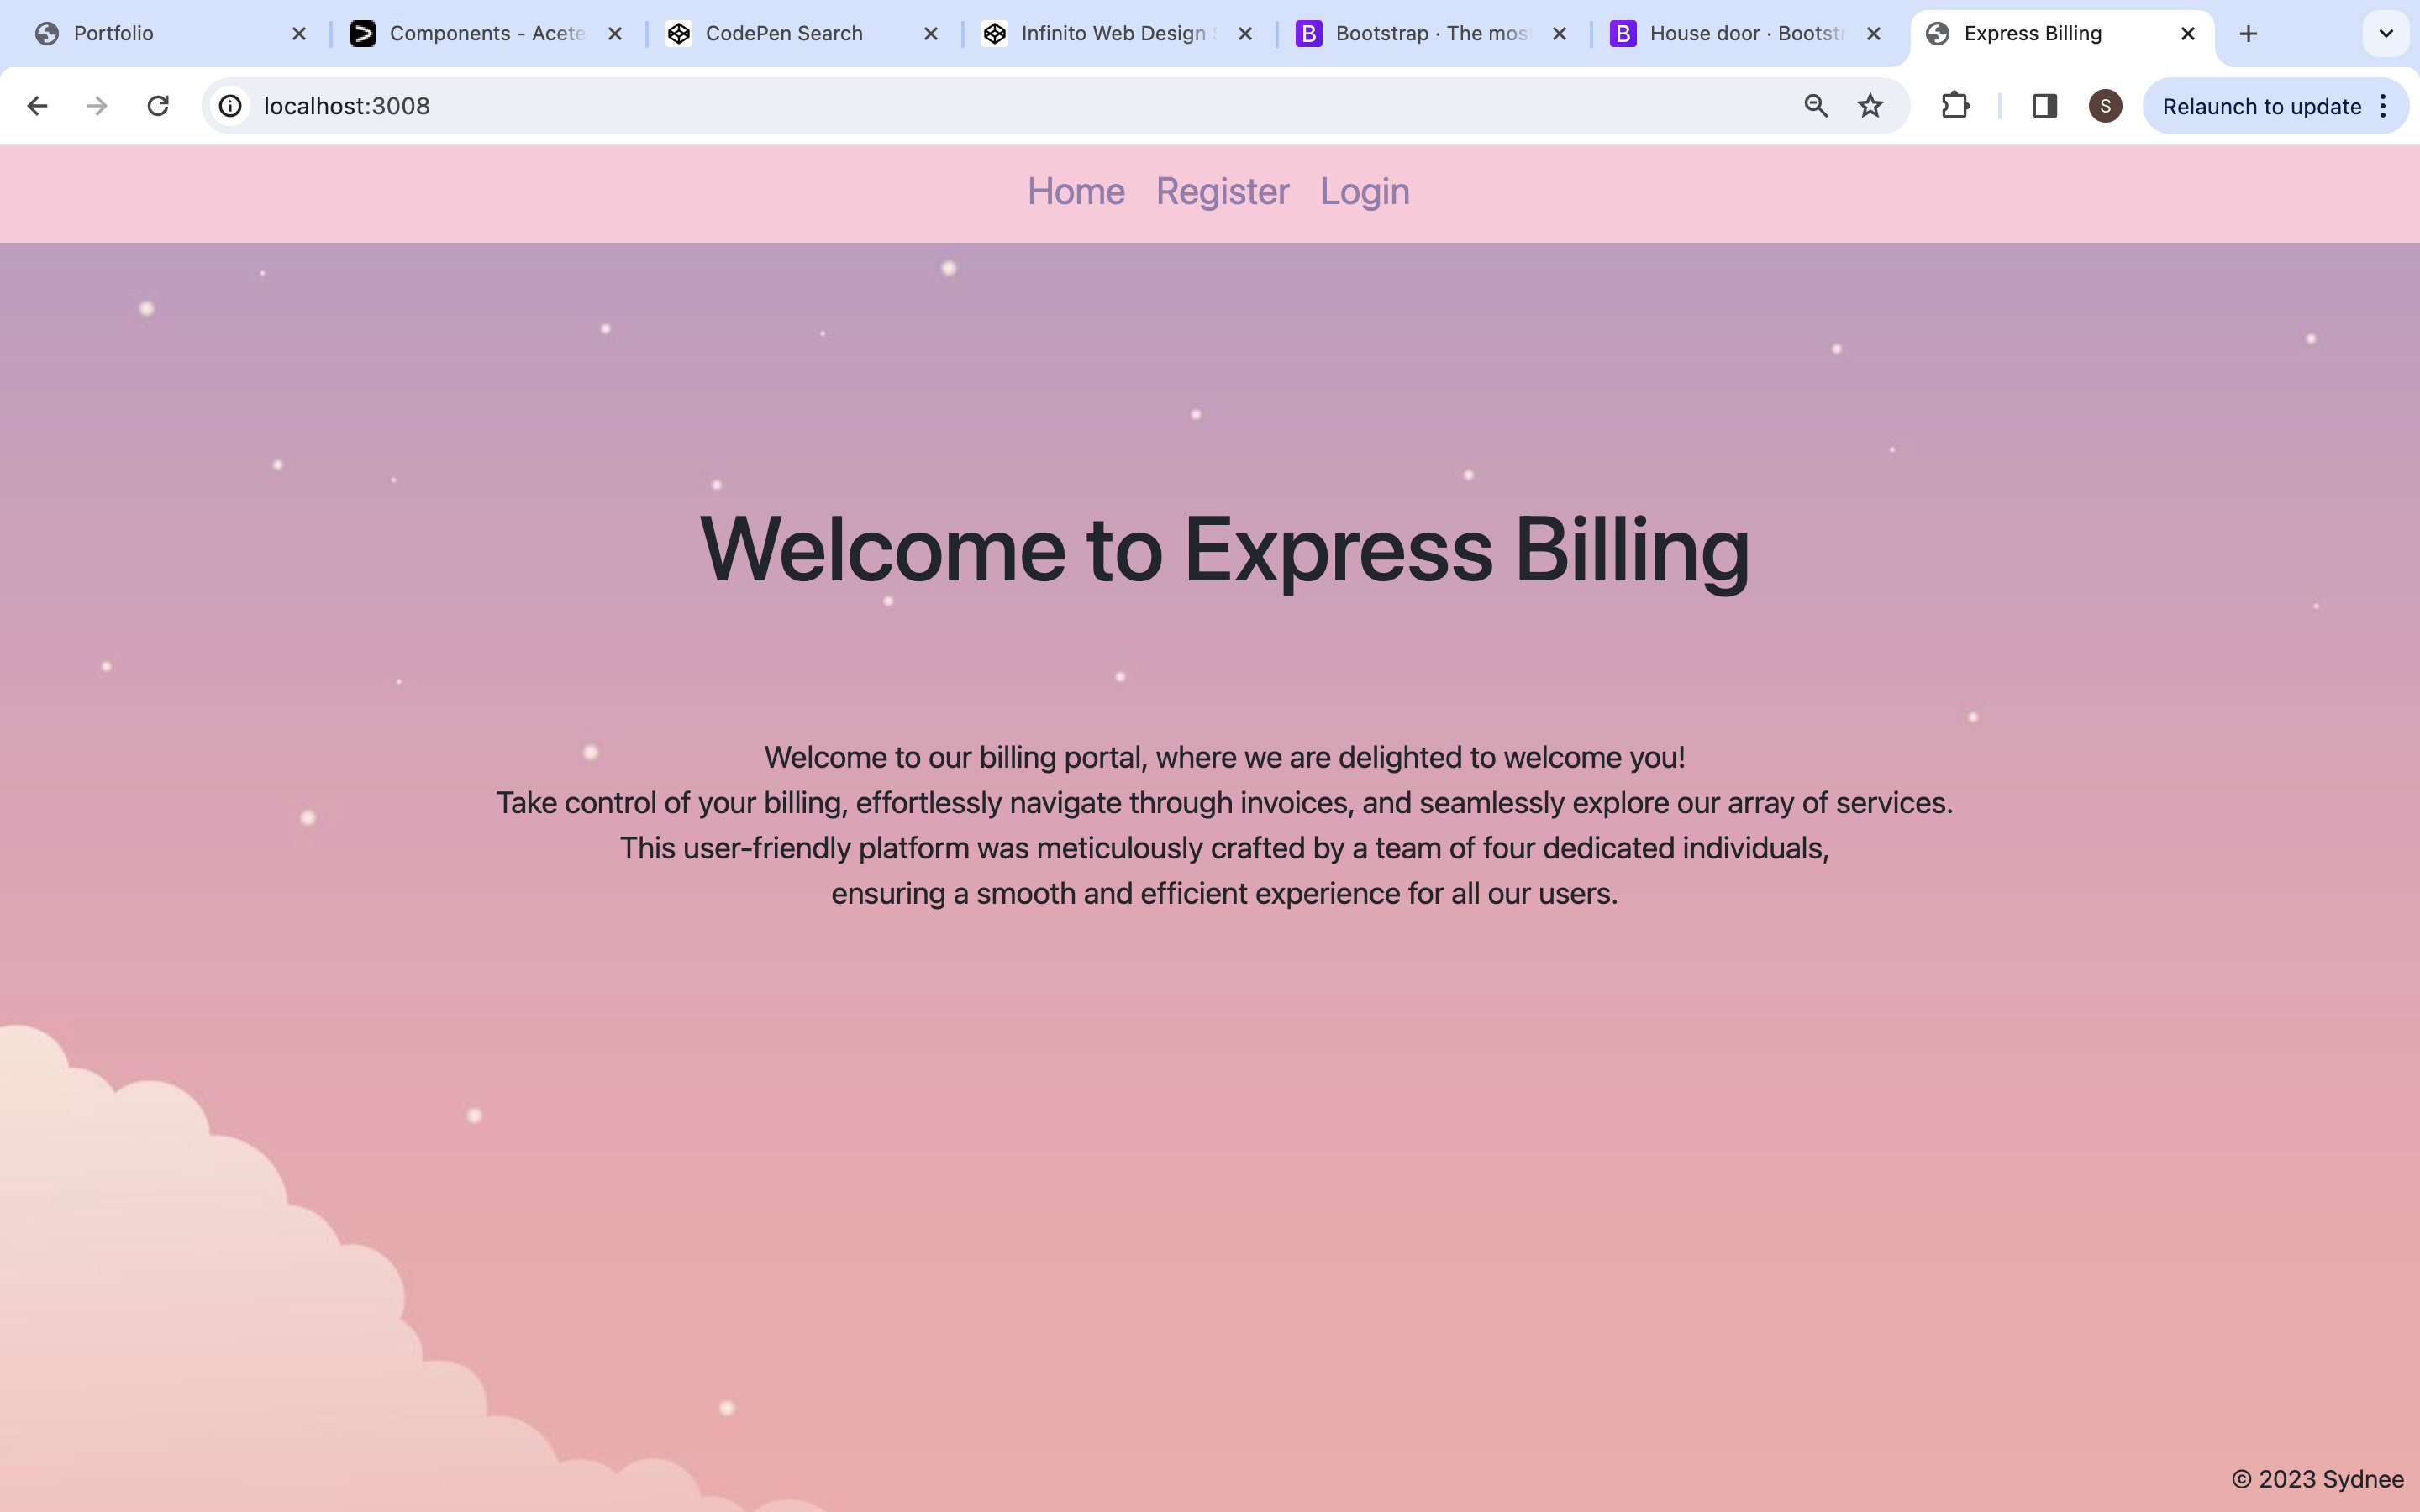 Portfolio
Components - Acete
CodePen Search
Infinito Web Design S
B
Bootstrap · The mos
B
House door · Bootstr
Express Billing
localhost:3008
S
Relaunch to update
Home Register Login
Welcome to Express Billing
Welcome to our billing portal, where we are delighted to welcome you!
Take control of your billing, effortlessly navigate through invoices, and seamlessly explore our array of services.
This user-friendly platform was meticulously crafted by a team of four dedicated individuals,
ensuring a smooth and efficient experience for all our users.
© 2023 Sydnee